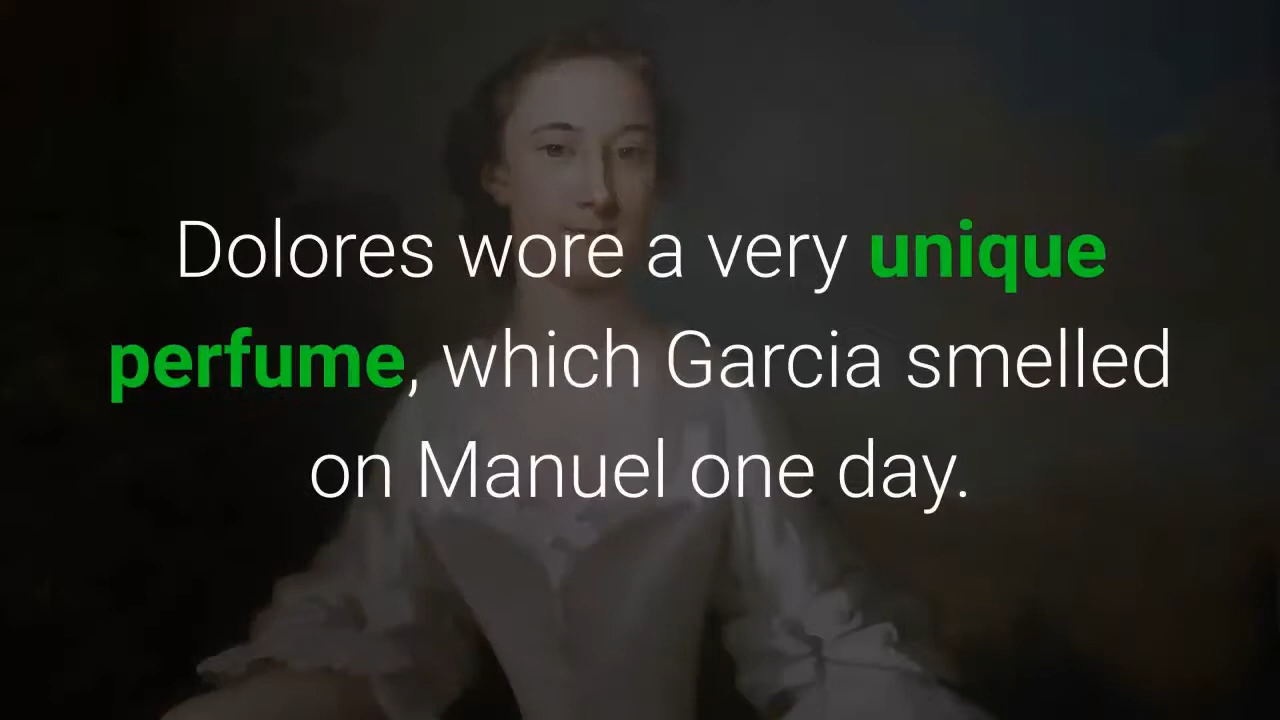 Dolores wore a very unique
perfume, which Garcia smelled
on Manuel one day.